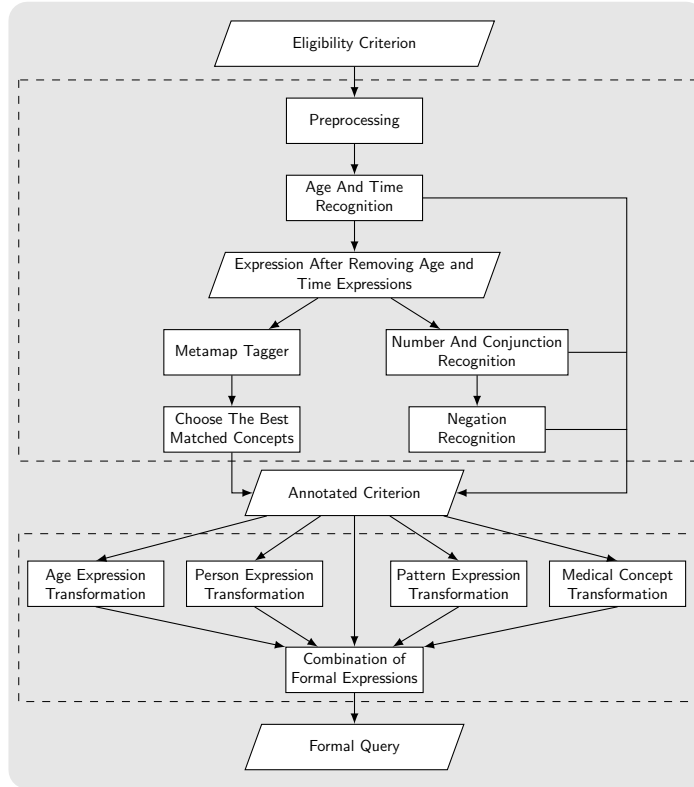 Eligibility Criterion
Preprocessing
Age And Time
Recognition
Expression After Removing Age and
Time Expressions
Metamap Tagger
Number And Conjunction
Recognition
Choose The Best
Matched Concepts
Negation
Recognition
Annotated Criterion
Age Expression
Transformation
Person Expression
Transformation
Pattern Expression
Transformation
Medical Concept
Transformation
Combination of
Formal Expressions
Formal Query